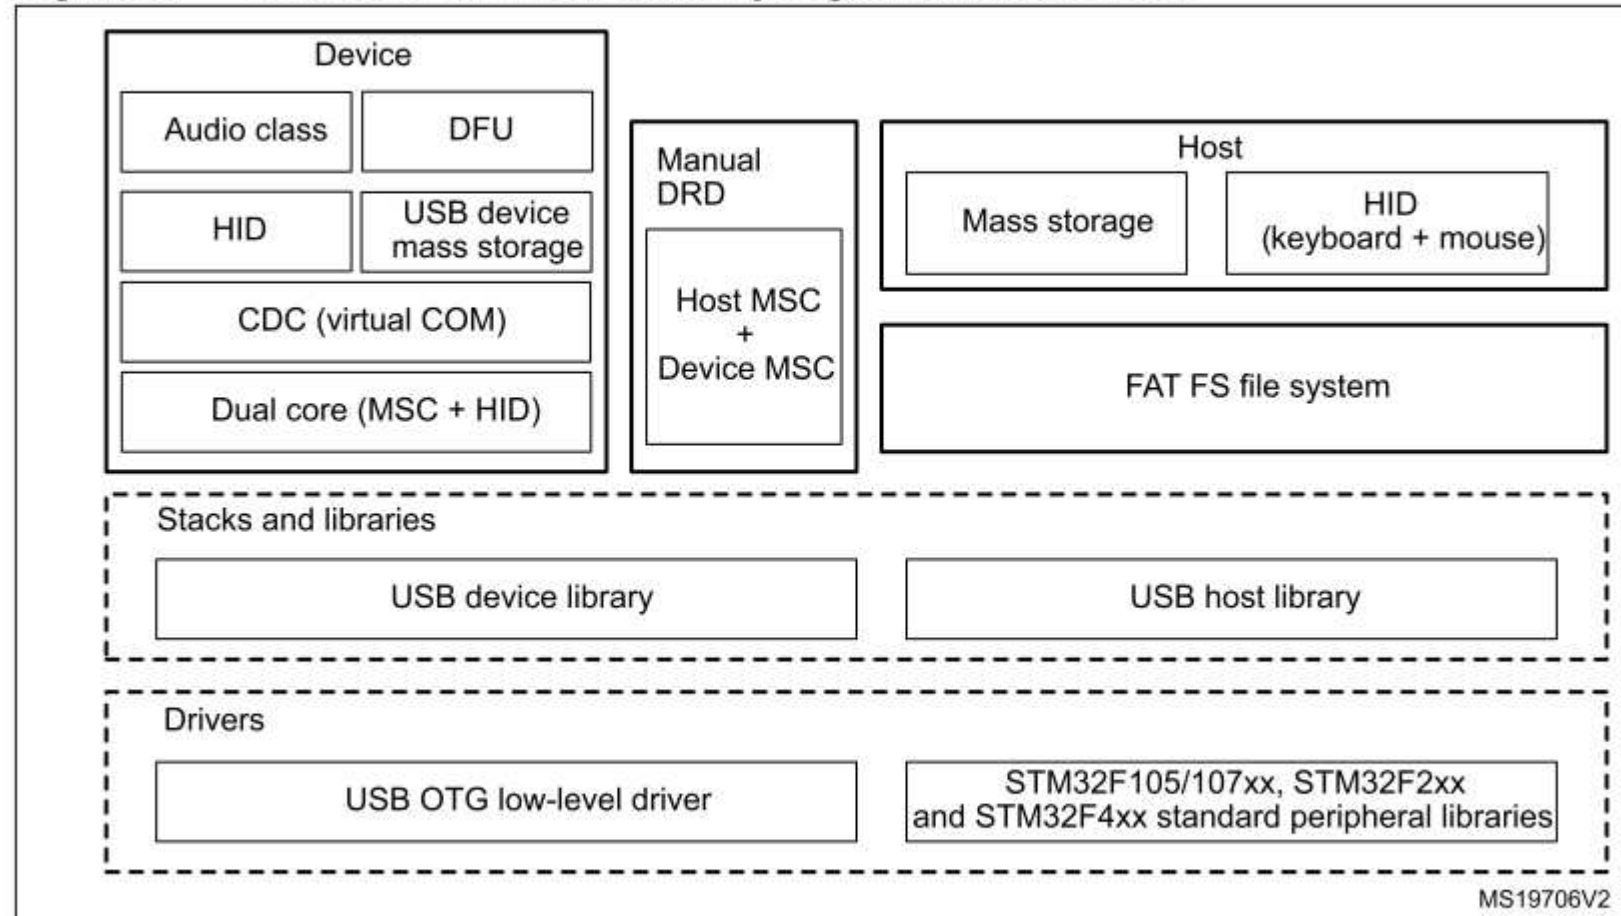 Device
Audio class
DFU
HID
USB device
mass storage
CDC (virtual COM)
Dual core (MSC + HID)
Manual
DRD
Host MSC
+
Device MSC
Host
Mass storage
HID
(keyboard + mouse)
FAT FS file system
Stacks and libraries
USB device library
USB host library
Drivers
USB OTG low-level driver
STM32F105/107xx, STM32F2xx
and STM32F4xx standard peripheral libraries
MS19706V2